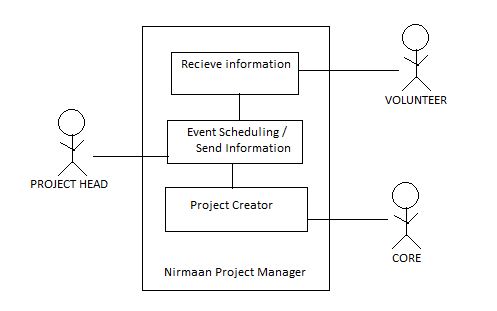 Recieve information
VOLUNTEER
Event Scheduling /
Send Information
PROJECT HEAD
Project Creator
CORE
Nirmaan Project Manager